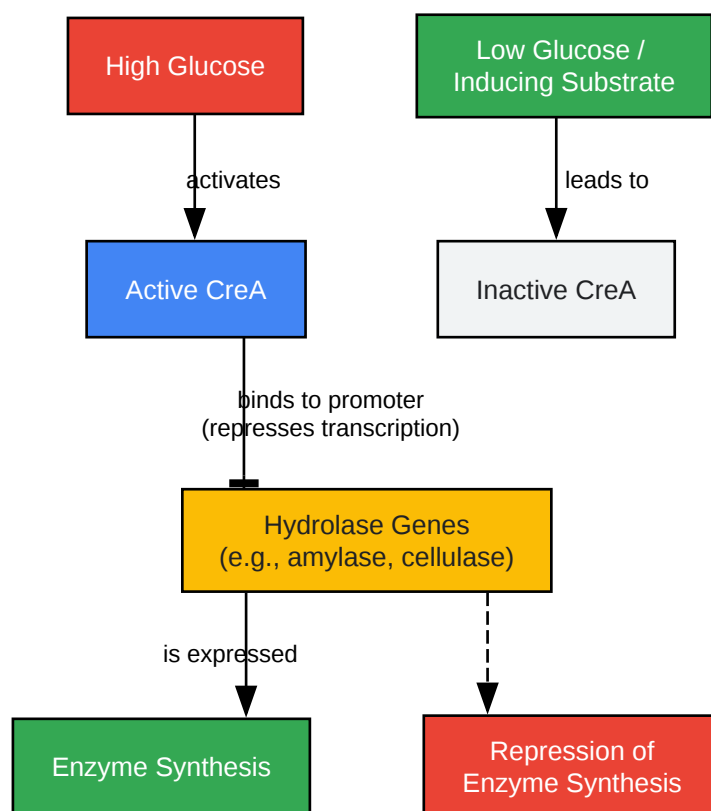 High Glucose
Low Glucose /
Inducing Substrate
activates
leads to
Active CreA
Inactive CreA
binds to promoter
(represses transcription)
Hydrolase Genes
(e.g., amylase, cellulase)
is expressed
Enzyme Synthesis
Repression of
Enzyme Synthesis